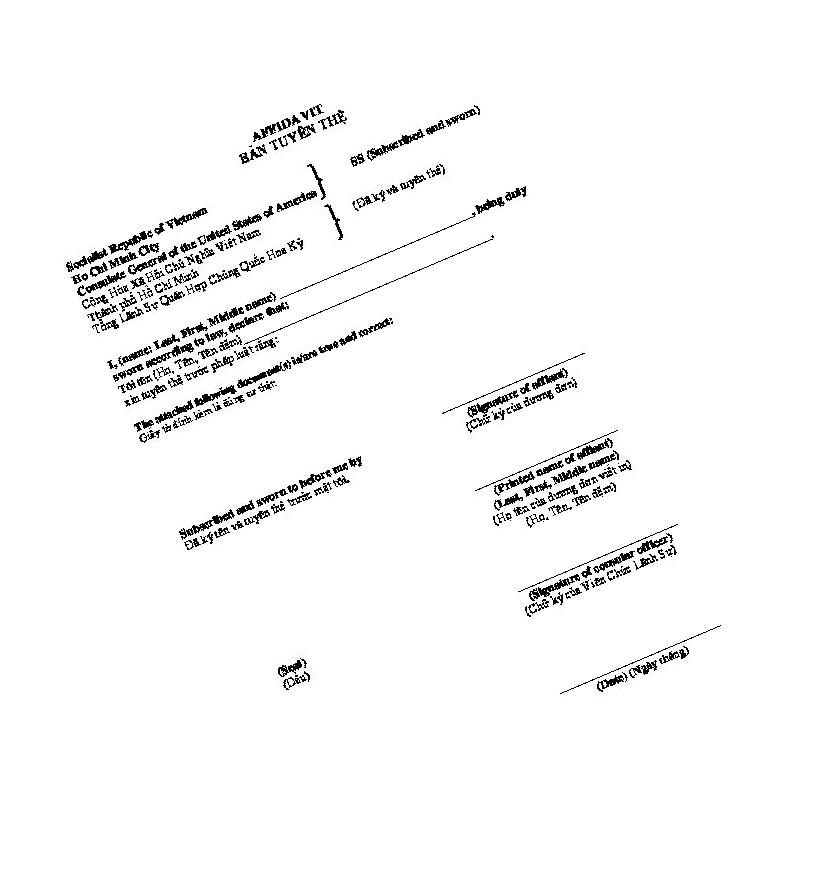 AFFIDAVIT
BẢN TUYÊN THỆ
Socialist Republic of Vietnam
Ho Chi Minh City
Consulate General of the United States of America
SS (Subscribed and sworn)
Cộng Hòa Xã Hội Chủ Nghĩa Việt Nam
Thành phố Hồ Chí Minh
Tổng Lãnh Sự Quán Hợp Chủng Quốc Hoa Kỳ
(Đã ký và tuyên thệ)
I, (name: Last, First, Middle name) , being duly
sworn according to law, declare that:
Tôi tên (Họ, Tên, Tên đệm) ,
xin tuyên thệ trước pháp luật rằng:
The attached following document(s) is/are true and correct:
Giấy tờ đính kèm là đúng sự thật:
(Signature of affiant)
(Chữ ký của đương đơn)
(Printed name of affiant)
(Last, First, Middle name)
(Họ tên của đương đơn viết in)
(Họ, Tên, Tên đệm)
Subscribed and sworn to before me by
Đã ký tên và tuyên thệ trước mặt tôi,
(Signature of consular officer)
(Chữ ký của Viên Chức Lãnh Sự)
(Seal)
(Dấu)
(Date) (Ngày tháng)